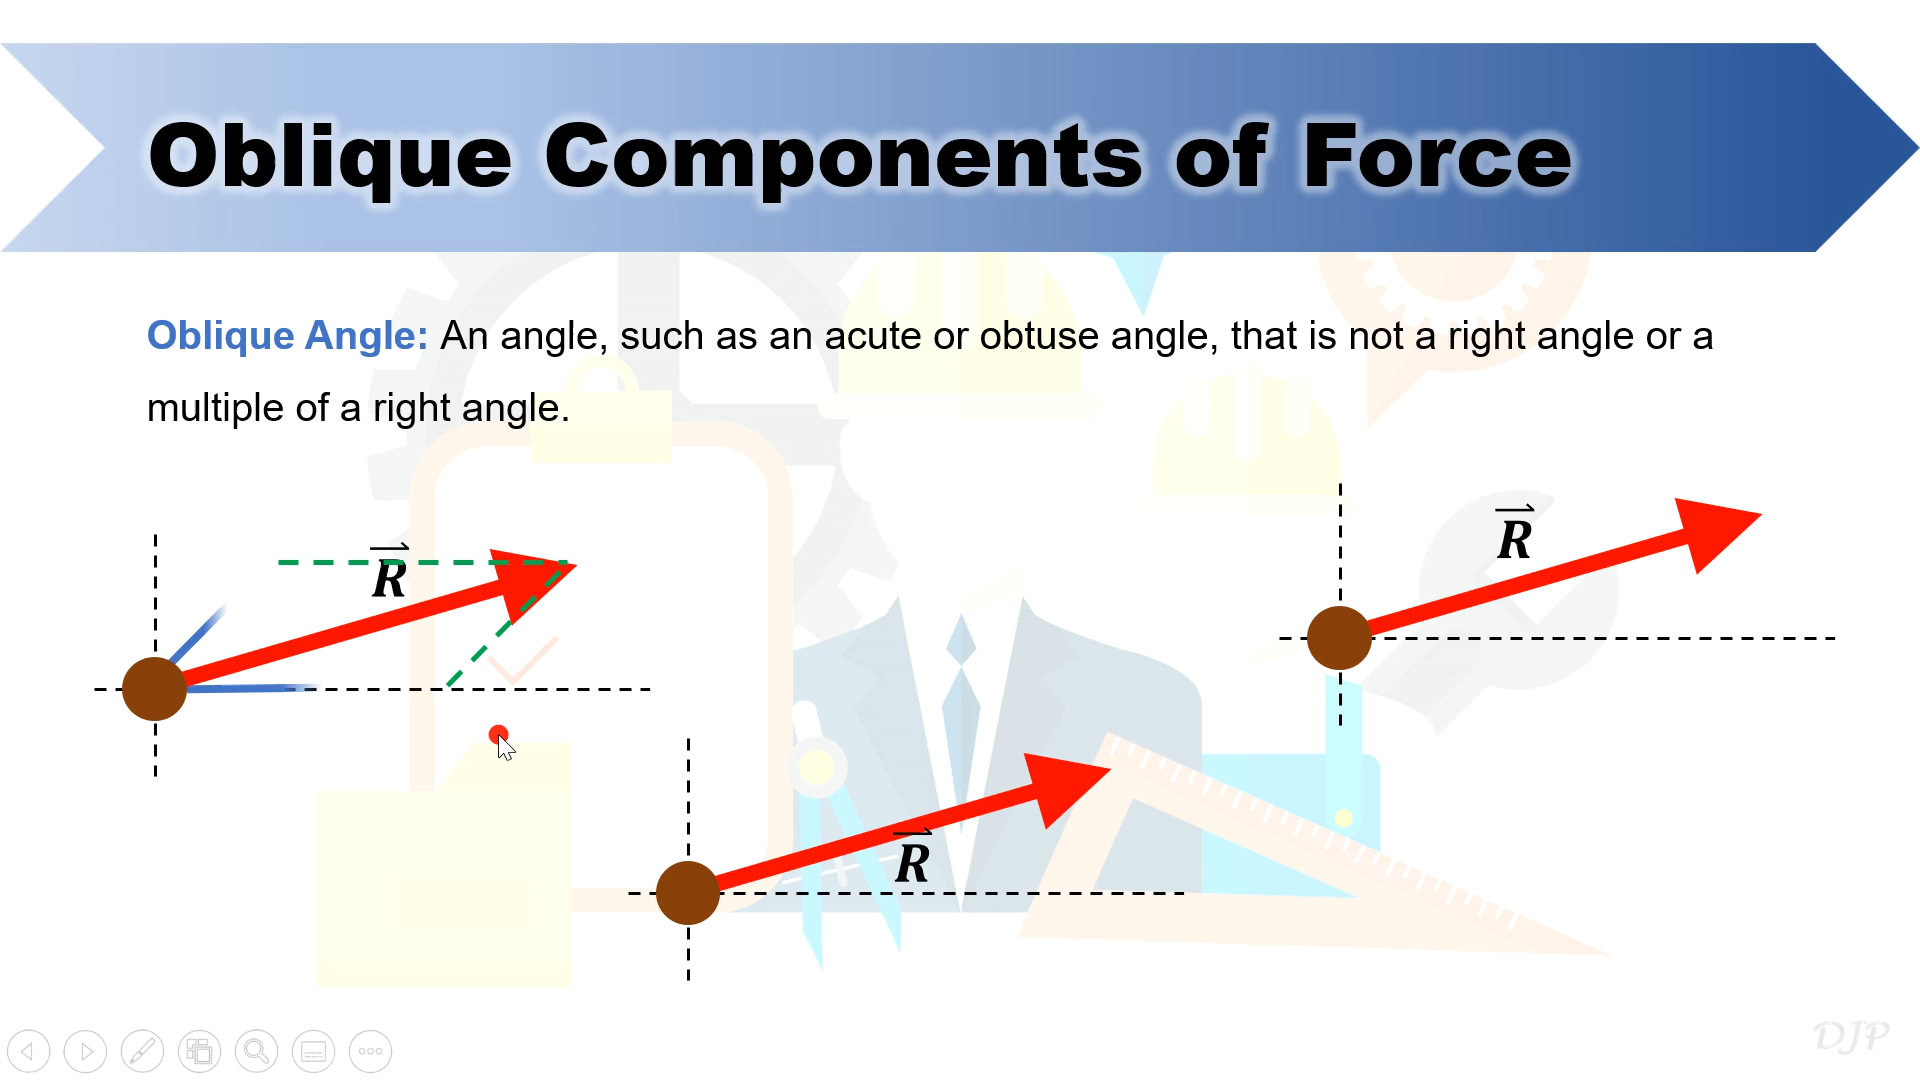 Oblique Components of Force
Oblique Angle: An angle, such as an acute or obtuse angle, that is not a right angle or a
multiple of a right angle.
R
R
R
DJP